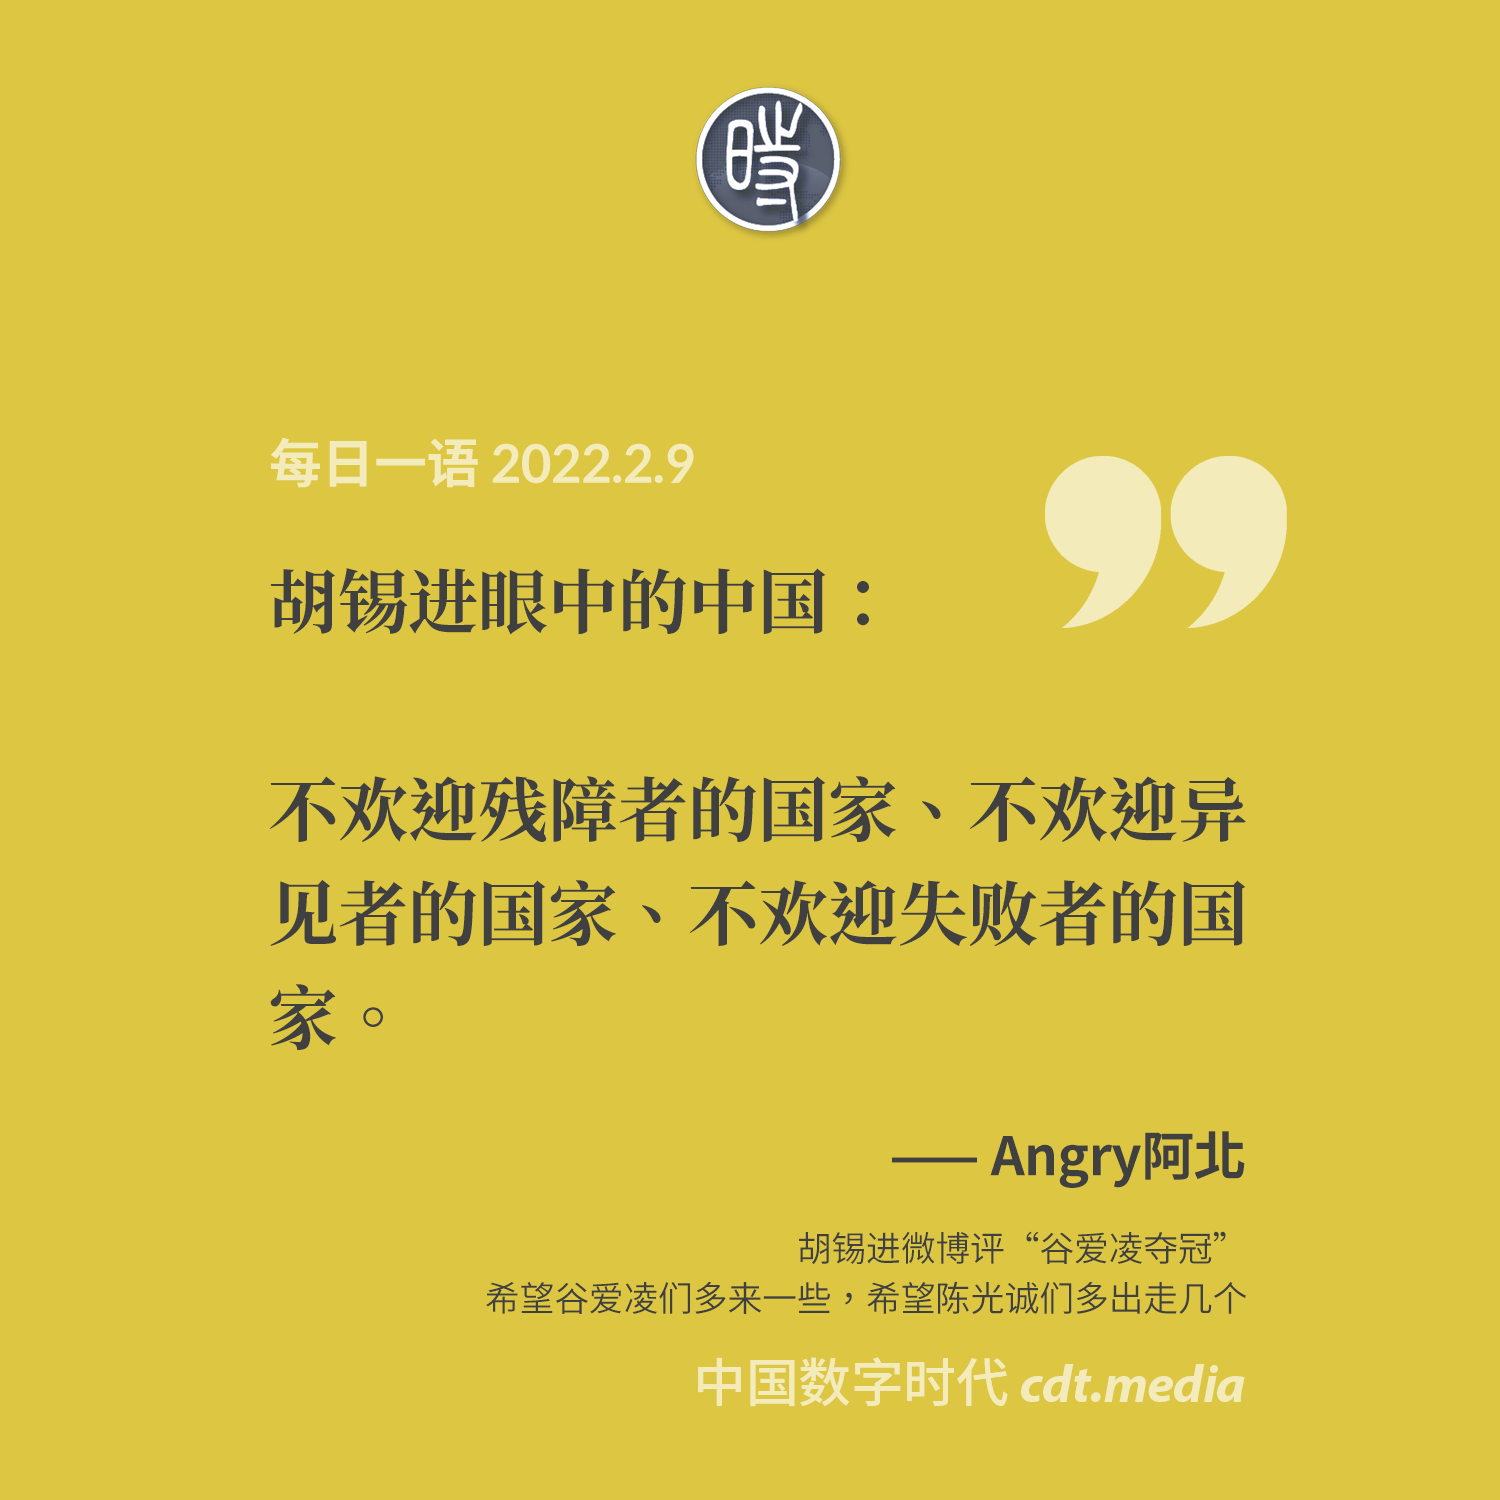 時
每日一语 2022.2.9
”
胡锡进眼中的中国：
不欢迎残障者的国家、不欢迎异
见者的国家、不欢迎失败者的国
家。
—— Angry阿北
胡锡进微博评“谷爱凌夺冠”
希望谷爱凌们多来一些，希望陈光诚们多出走几个
中国数字时代 cdt.media